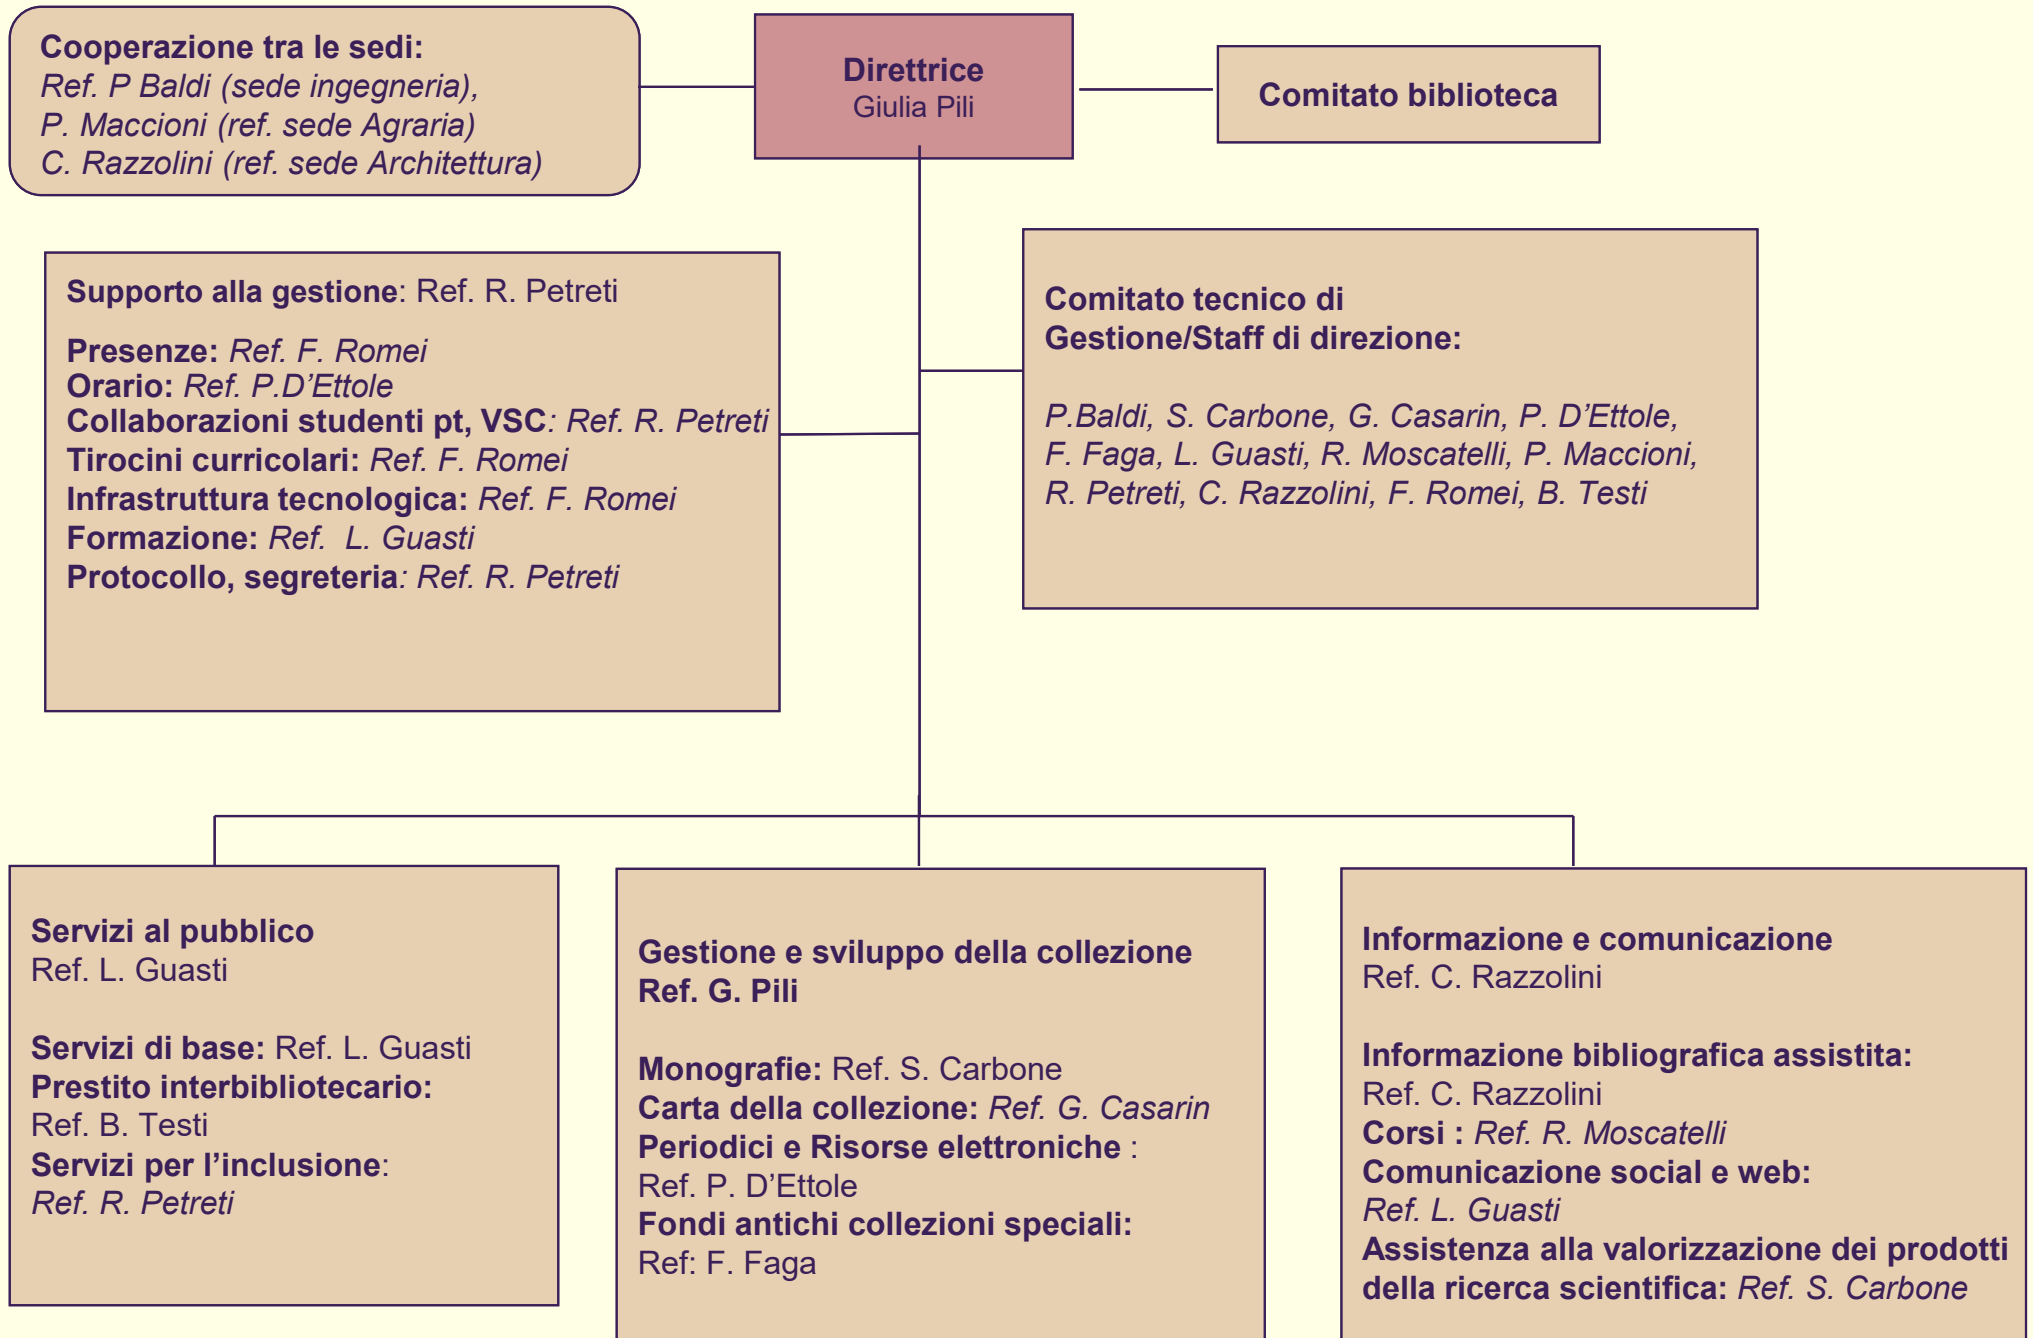 Cooperazione tra le sedi:
Ref. P Baldi (sede ingegneria),
P. Maccioni (ref. sede Agraria)
C. Razzolini (ref. sede Architettura)
Direttrice
Giulia Pili
Comitato biblioteca
Supporto alla gestione: Ref. R. Petreti
Presenze: Ref. F. Romei
Orario: Ref. P.D’Ettole
Collaborazioni studenti pt, VSC: Ref. R. Petreti
Tirocini curricolari: Ref. F. Romei
Infrastruttura tecnologica: Ref. F. Romei
Formazione: Ref. L. Guasti
Protocollo, segreteria: Ref. R. Petreti
Comitato tecnico di
Gestione/Staff di direzione:
P.Baldi, S. Carbone, G. Casarin, P. D’Ettole,
F. Faga, L. Guasti, R. Moscatelli, P. Maccioni,
R. Petreti, C. Razzolini, F. Romei, B. Testi
Servizi al pubblico
Ref. L. Guasti
Servizi di base: Ref. L. Guasti
Prestito interbibliotecario:
Ref. B. Testi
Servizi per l’inclusione:
Ref. R. Petreti
Gestione e sviluppo della collezione
Ref. G. Pili
Monografie: Ref. S. Carbone
Carta della collezione: Ref. G. Casarin
Periodici e Risorse elettroniche :
Ref. P. D’Ettole
Fondi antichi collezioni speciali:
Ref: F. Faga
Informazione e comunicazione
Ref. C. Razzolini
Informazione bibliografica assistita:
Ref. C. Razzolini
Corsi : Ref. R. Moscatelli
Comunicazione social e web:
Ref. L. Guasti
Assistenza alla valorizzazione dei prodotti
della ricerca scientifica: Ref. S. Carbone